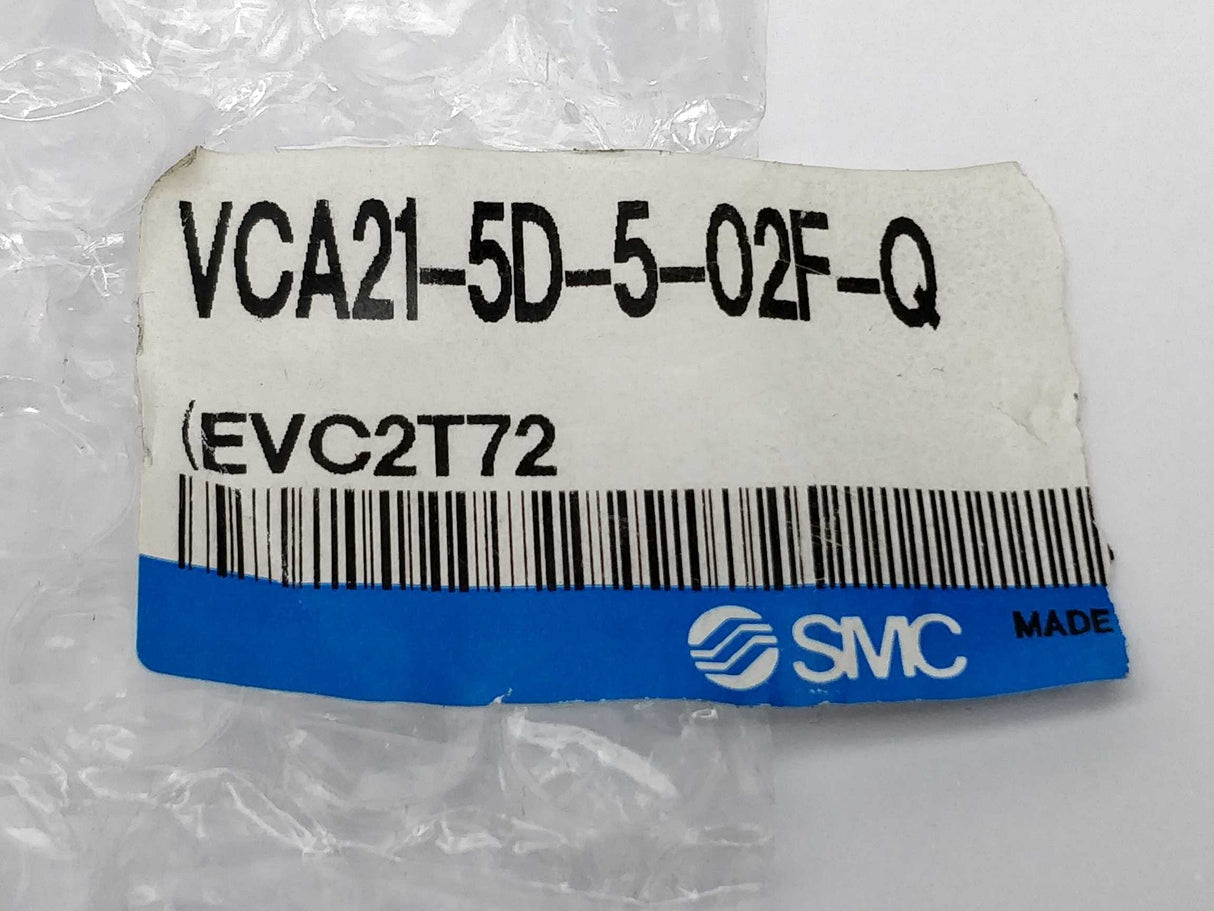 VCA21-5D-5-02F-Q
(EVC2T72
SMC MADE